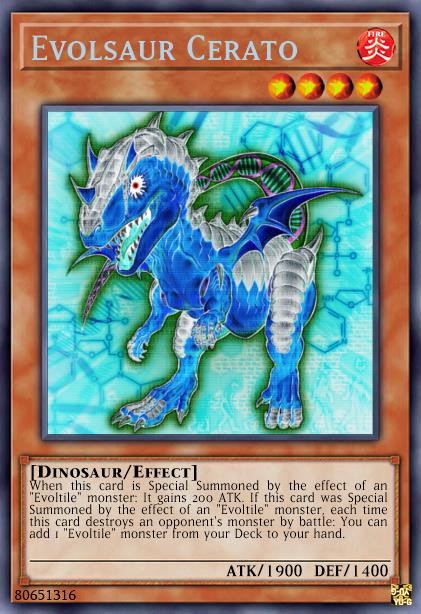 Evolsaur Cerato
FIRE
炎
[Dinosaur/Effect]
When this card is Special Summoned by the effect of an
"Evoltile" monster: It gains 200 ATK. If this card was Special
Summoned by the effect of an "Evoltile" monster, each time
this card destroys an opponent's monster by battle: You can
add 1 "Evoltile" monster from your Deck to your hand.
ATK/1900 DEF/1400
80651316